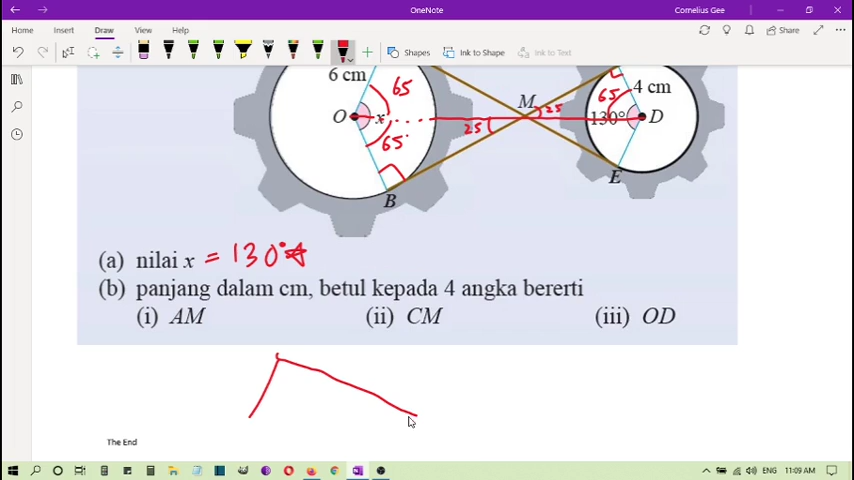 OneNote
Cornelius Gee
Home Insert Draw View Help
Share
Shapes Ink to Shape Ink to Text
6 cm 65 M 65 4 cm
O x 25 130° D
65° 25
E
B
(a) nilai x = 130°
(b) panjang dalam cm, betul kepada 4 angka bererti
(i) AM (ii) CM (iii) OD
The End
ENG 11:09 AM